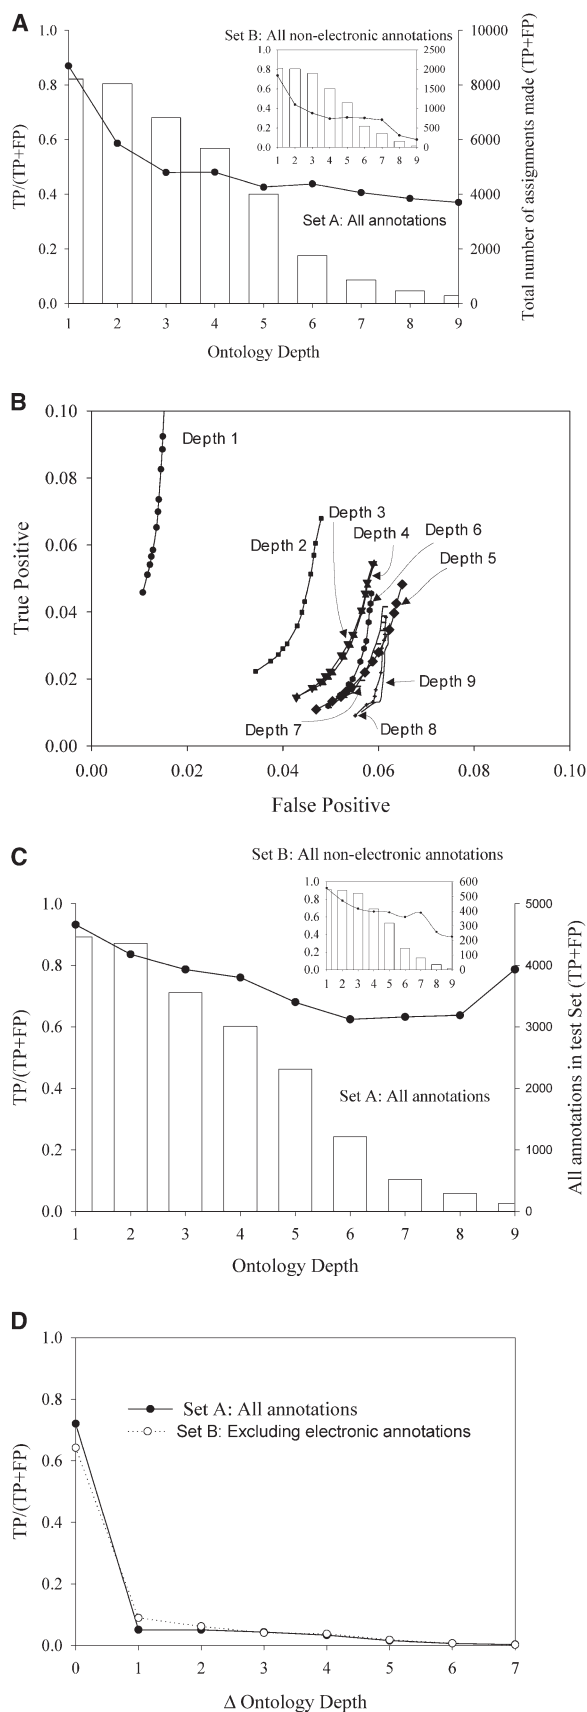 A
Set B: All non-electronic annotations
1.0
0.8
0.6
0.4
0.2
0.0
TP/(TP+FP)
1.0
0.8
0.6
0.4
0.2
0.0
2500
2000
1500
1000
500
0
1 2 3 4 5 6 7 8 9
10000
8000
6000
4000
2000
0
Total number of assignments made (TP+FP)
Set A: All annotations
1 2 3 4 5 6 7 8 9
Ontology Depth
B
0.10
0.08
0.06
0.04
0.02
0.00
True Positive
Depth 1
Depth 2
Depth 3
Depth 4
Depth 6
Depth 5
Depth 9
Depth 7
Depth 8
0.00 0.02 0.04 0.06 0.08 0.10
False Positive
C
Set B: All non-electronic annotations
1.0
0.8
0.6
0.4
0.2
0.0
TP/(TP+FP)
1.0
0.8
0.6
0.4
0.2
0.0
600
500
400
300
200
100
0
1 2 3 4 5 6 7 8 9
5000
4000
3000
2000
1000
0
All annotations in test Set (TP+FP)
Set A: All annotations
1 2 3 4 5 6 7 8 9
Ontology Depth
D
1.0
0.8
0.6
0.4
0.2
0.0
TP/(TP+FP)
Set A: All annotations
Set B: Excluding electronic annotations
0 1 2 3 4 5 6 7
Δ Ontology Depth